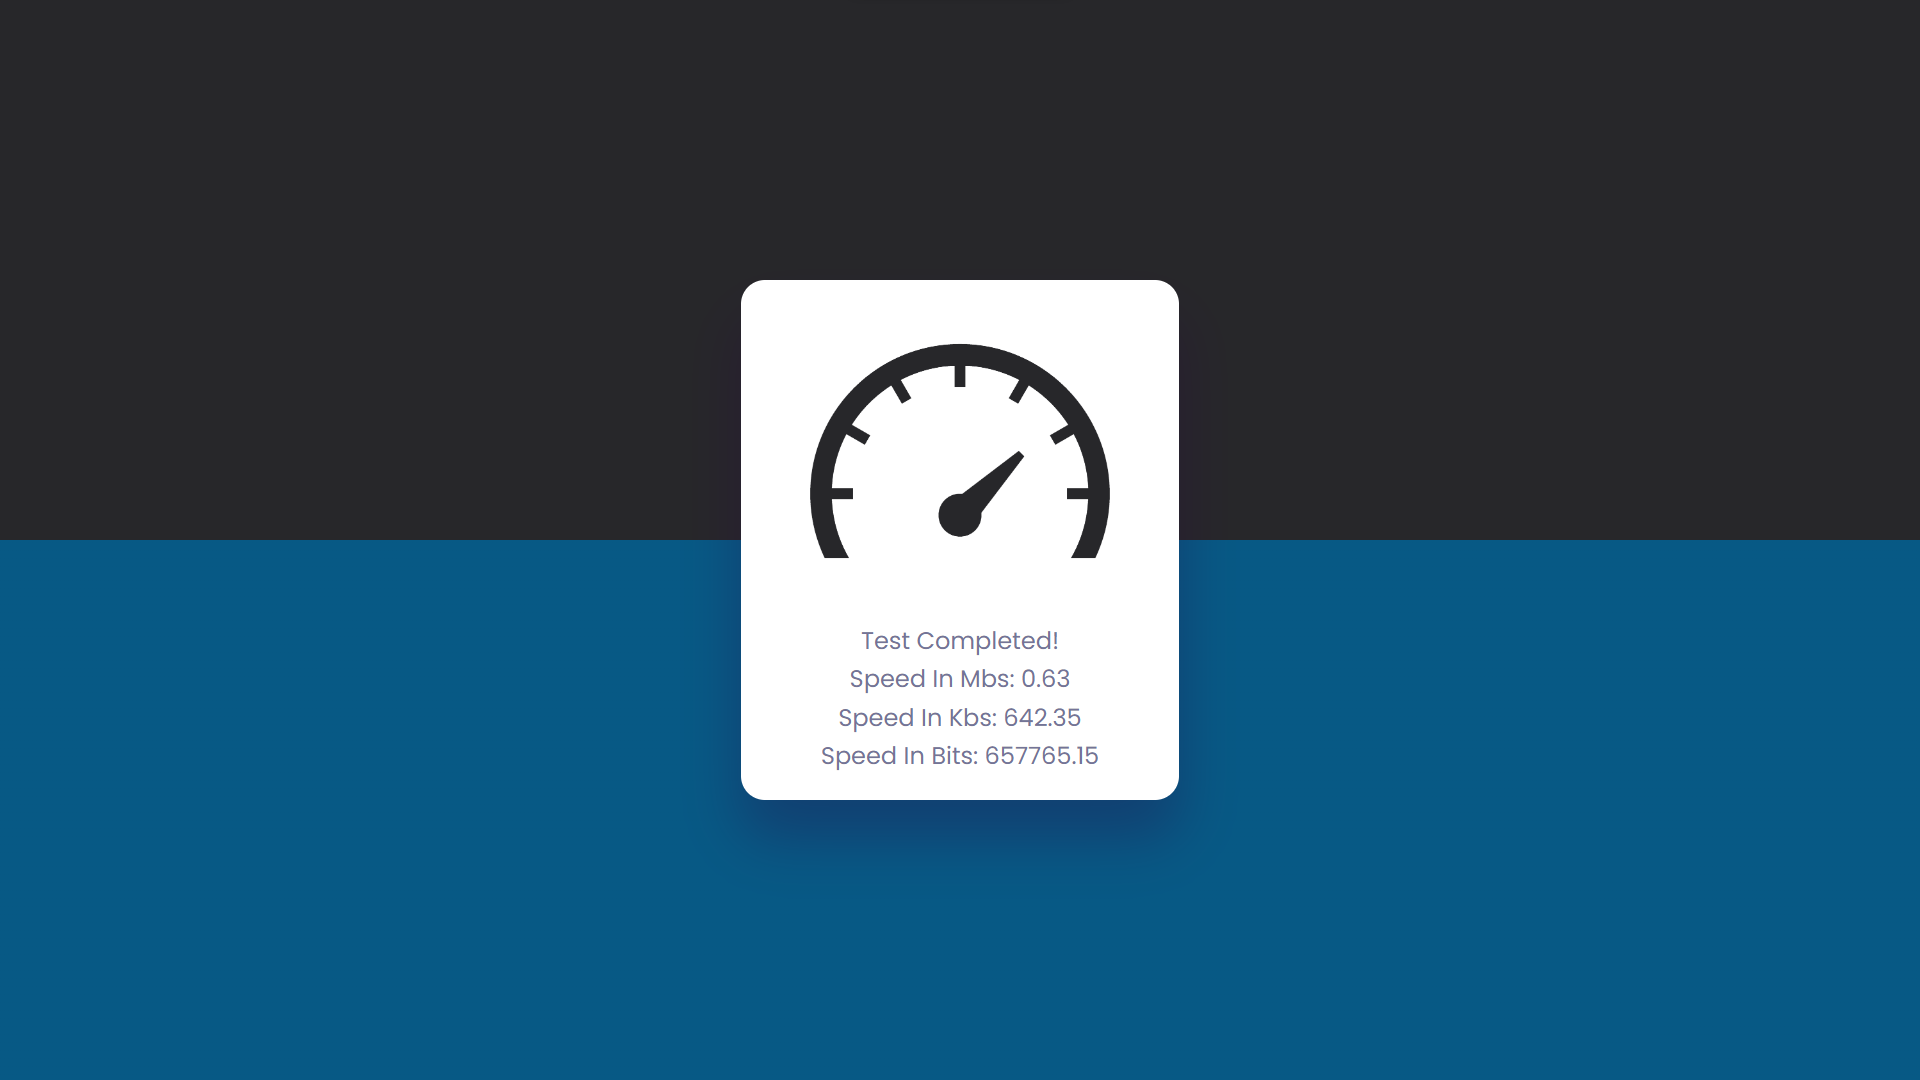 Test Completed!
Speed In Mbs: 0.63
Speed In Kbs: 642.35
Speed In Bits: 657765.15